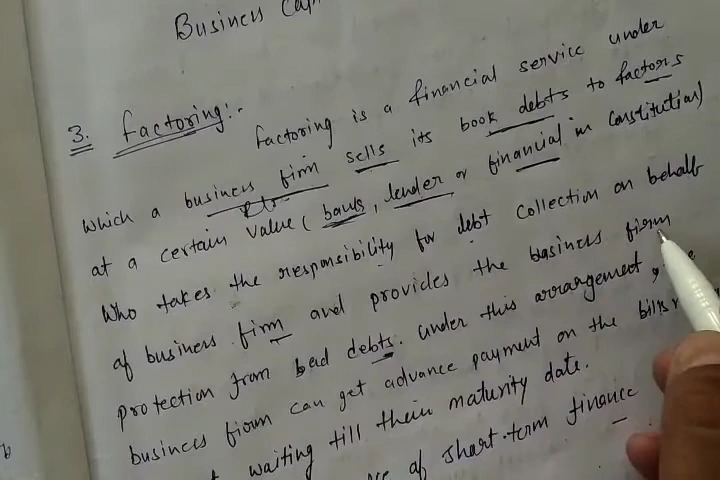 Business Cap
3. Factoring:-
Factoring is a financial service under
which a business firm sells its book debts to factors
at a certain value (bank, lender or financial in constitution)
who takes the responsibility for debt collection on behalf
of business firm and provides the business firm
protection from bad debts. under this arrangement, the
business firm can get advance payment on the bills
waiting till their maturity date.
of short-term finance